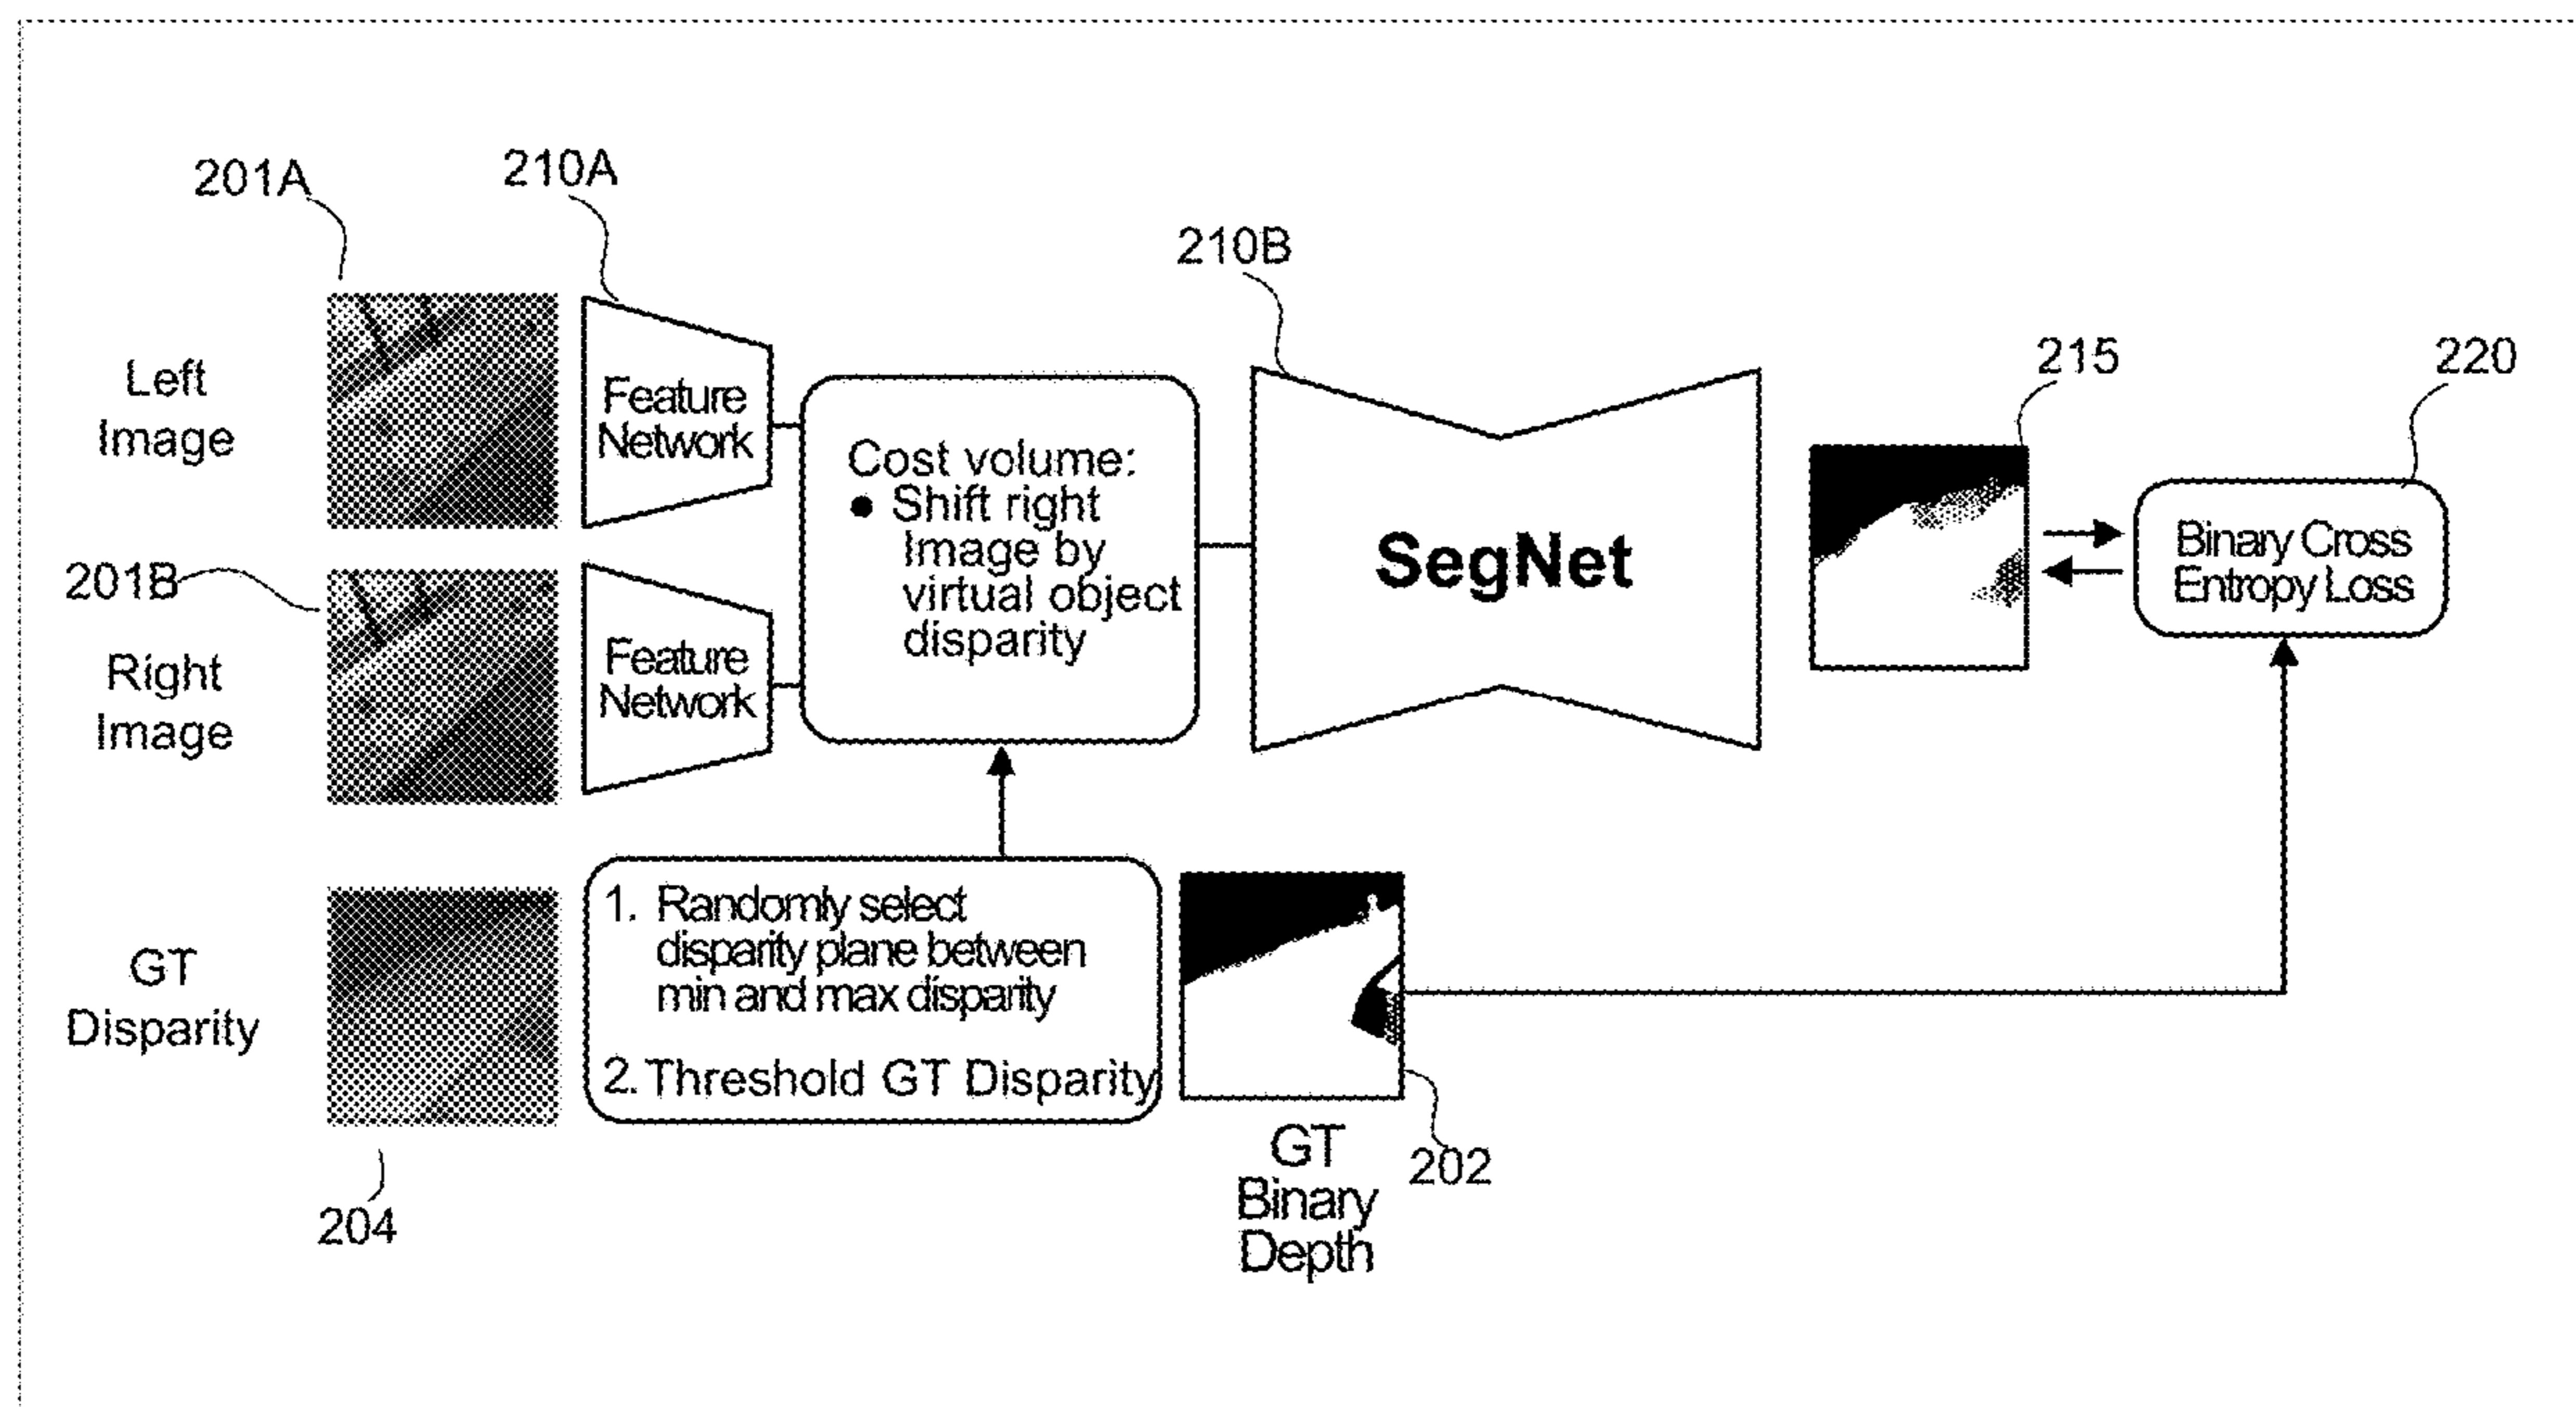 201A
210A
210B
215
220
Left
Image
Feature
Network
Cost volume:
● Shift right
Image by
virtual object
disparity
SegNet
Binary Cross
Entropy Loss
201B
Right
Image
Feature
Network
GT
Disparity
1. Randomly select
disparity plane between
min and max disparity
2. Threshold GT Disparity
204
GT
Binary
Depth
202